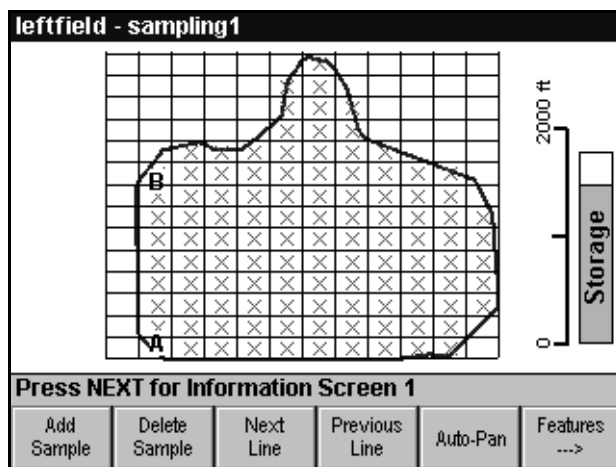 leftfield - sampling1
B
A
2000 ft
0
Storage
Press NEXT for Information Screen 1
Add
Sample
Delete
Sample
Next
Line
Previous
Line
Auto-Pan
Features
--->